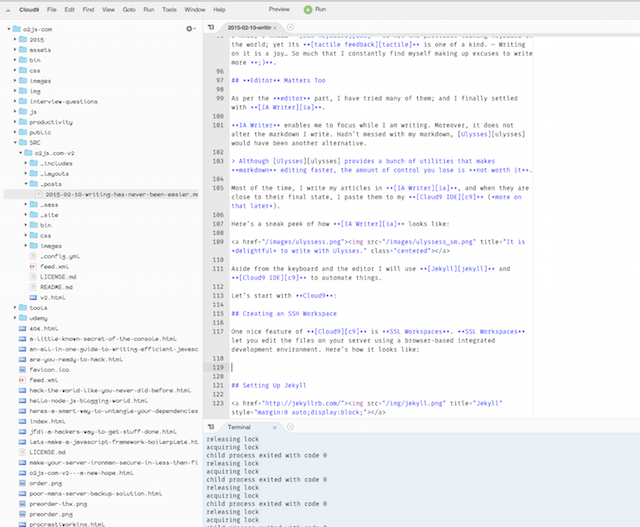 Cloud9 File Edit Find View Goto Run Tools Window Help Preview Run
o2js-com
2015
assets
bin
css
images
img
interview-questions
js
productivity
public
SRC
o2js.com-v2
_includes
_layouts
_posts
2015-02-10-writing-has-never-been-easier.md
_sass
_site
bin
css
images
_config.yml
feed.xml
LICENSE.md
README.md
v2.html
tools
udemy
404.html
a-little-known-secret-of-the-console.html
an-all-in-one-guide-to-writing-efficient-javasc
are-you-ready-to-hack.html
favicon.ico
feed.xml
hack-the-world-like-you-never-did-before.html
hello-node-js-blogging-world.html
heres-a-smart-way-to-untangle-your-dependencies
index.html
jfdi-a-hackers-way-to-get-stuff-done.html
lets-make-a-javascript-framework-boilerplate.ht
LICENSE.md
make-your-server-ironman-secure-in-less-than-fi
o2js-com-v2---a-new-hope.html
order.png
poor-mans-server-backup-solution.html
preorder-thx.png
preorder.png
procreativorking.html
2015-02-10-writin
the world; yet its **[tactile feedback][tactile]** is one of a kind. — Writing
on it is a joy… So much that I constantly find myself making up excuses to write
more **;)**.
96
97
98 ## **Editor** Matters Too
99
100 As per the **editor** part, I have tried many of them; and I finally settled
with **[IA Writer][ia]**.
101 **IA Writer** enables me to focus while I am writing. Moreover, it does not
alter the markdown I write. Hadn't messed with my markdown, [Ulysses][ulysses]
would have been another alternative.
102
103 > Although [Ulysses][ulysses] provides a bunch of utilities that makes
**markdown** editing faster, the amount of control you lose is **not worth it**.
104
105 Most of the time, I write my articles in **[IA Writer][ia]**, and when they are
close to their final state, I paste them to my **[Cloud9 IDE][c9]** (*more on
that later*).
106
107 Here's a sneak peek of how **[IA Writer][ia]** looks like:
108
109 <a href="/images/ulyssess.png"><img src="/images/ulyssess_sm.png" title="It is
*delightful* to write with Ulysses." class="centered"></a>
110
111 Aside from the keyboard and the editor I will use **[Jekyll][jekyll]** and
**[Cloud9 IDE][c9]** to automate things.
112
113 Let's start with **Cloud9**:
114
115 ## Creating an SSH Workspace
116
117 One nice feature of **[Cloud9][c9]** is **SSL Workspaces**. **SSL Workspaces**
let you edit the files on your server using a browser-based integrated
development environment. Here's how it looks like:
118
119
120
121 ## Setting Up Jekyll
122
123 <a href="http://jekyllrb.com/"><img src="/img/jekyll.png" title="Jekyll"
style="margin:0 auto;display:block;"></a>
Terminal
releasing lock
acquiring lock
child process exited with code 0
releasing lock
acquiring lock
child process exited with code 0
releasing lock
acquiring lock
child process exited with code 0
releasing lock
acquiring lock
child process exited with code 0